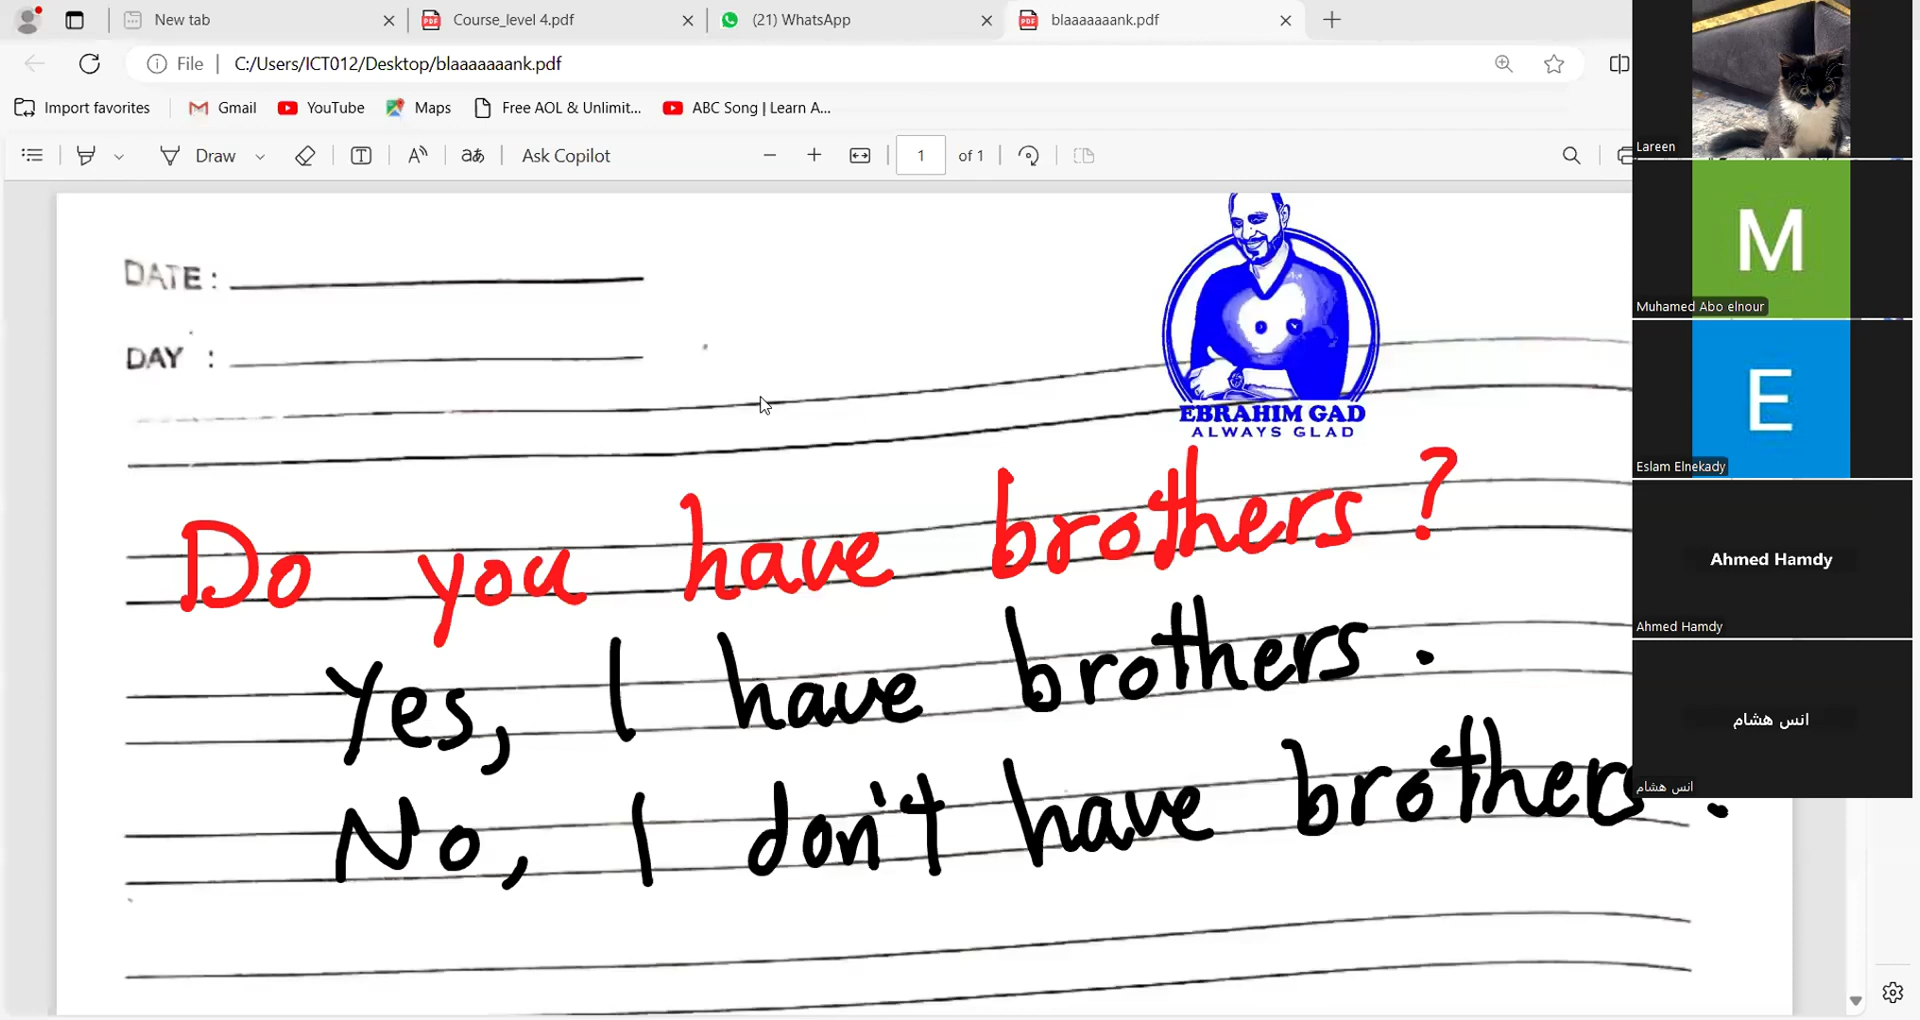 New tab
Course_level 4.pdf
(21) WhatsApp
blaaaaaaank.pdf
File
C:/Users/ICT012/Desktop/blaaaaaaank.pdf
Import favorites
Gmail
YouTube
Maps
Free AOL & Unlimit...
ABC Song | Learn A...
Draw
Ask Copilot
1 of 1
DATE :
DAY :
EBRAHIM GAD
ALWAYS GLAD
Do you have brothers?
Yes, I have brothers.
No, I don't have brothers.
Lareen
M
Muhamed Abo elnour
E
Eslam Elnekady
Ahmed Hamdy
Ahmed Hamdy
انس هشام
انس هشام